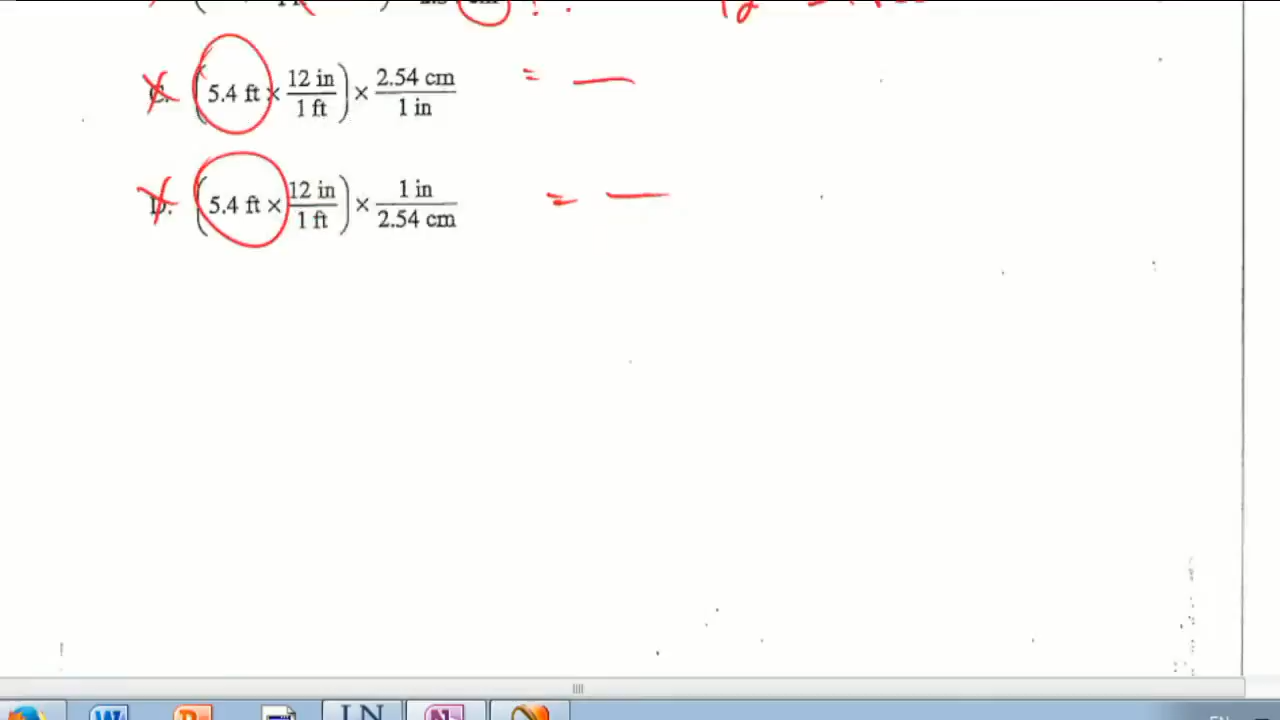 C. (5.4 ft × 12 in / 1 ft) × 2.54 cm / 1 in = —
D. (5.4 ft × 12 in / 1 ft) × 1 in / 2.54 cm = —
EN